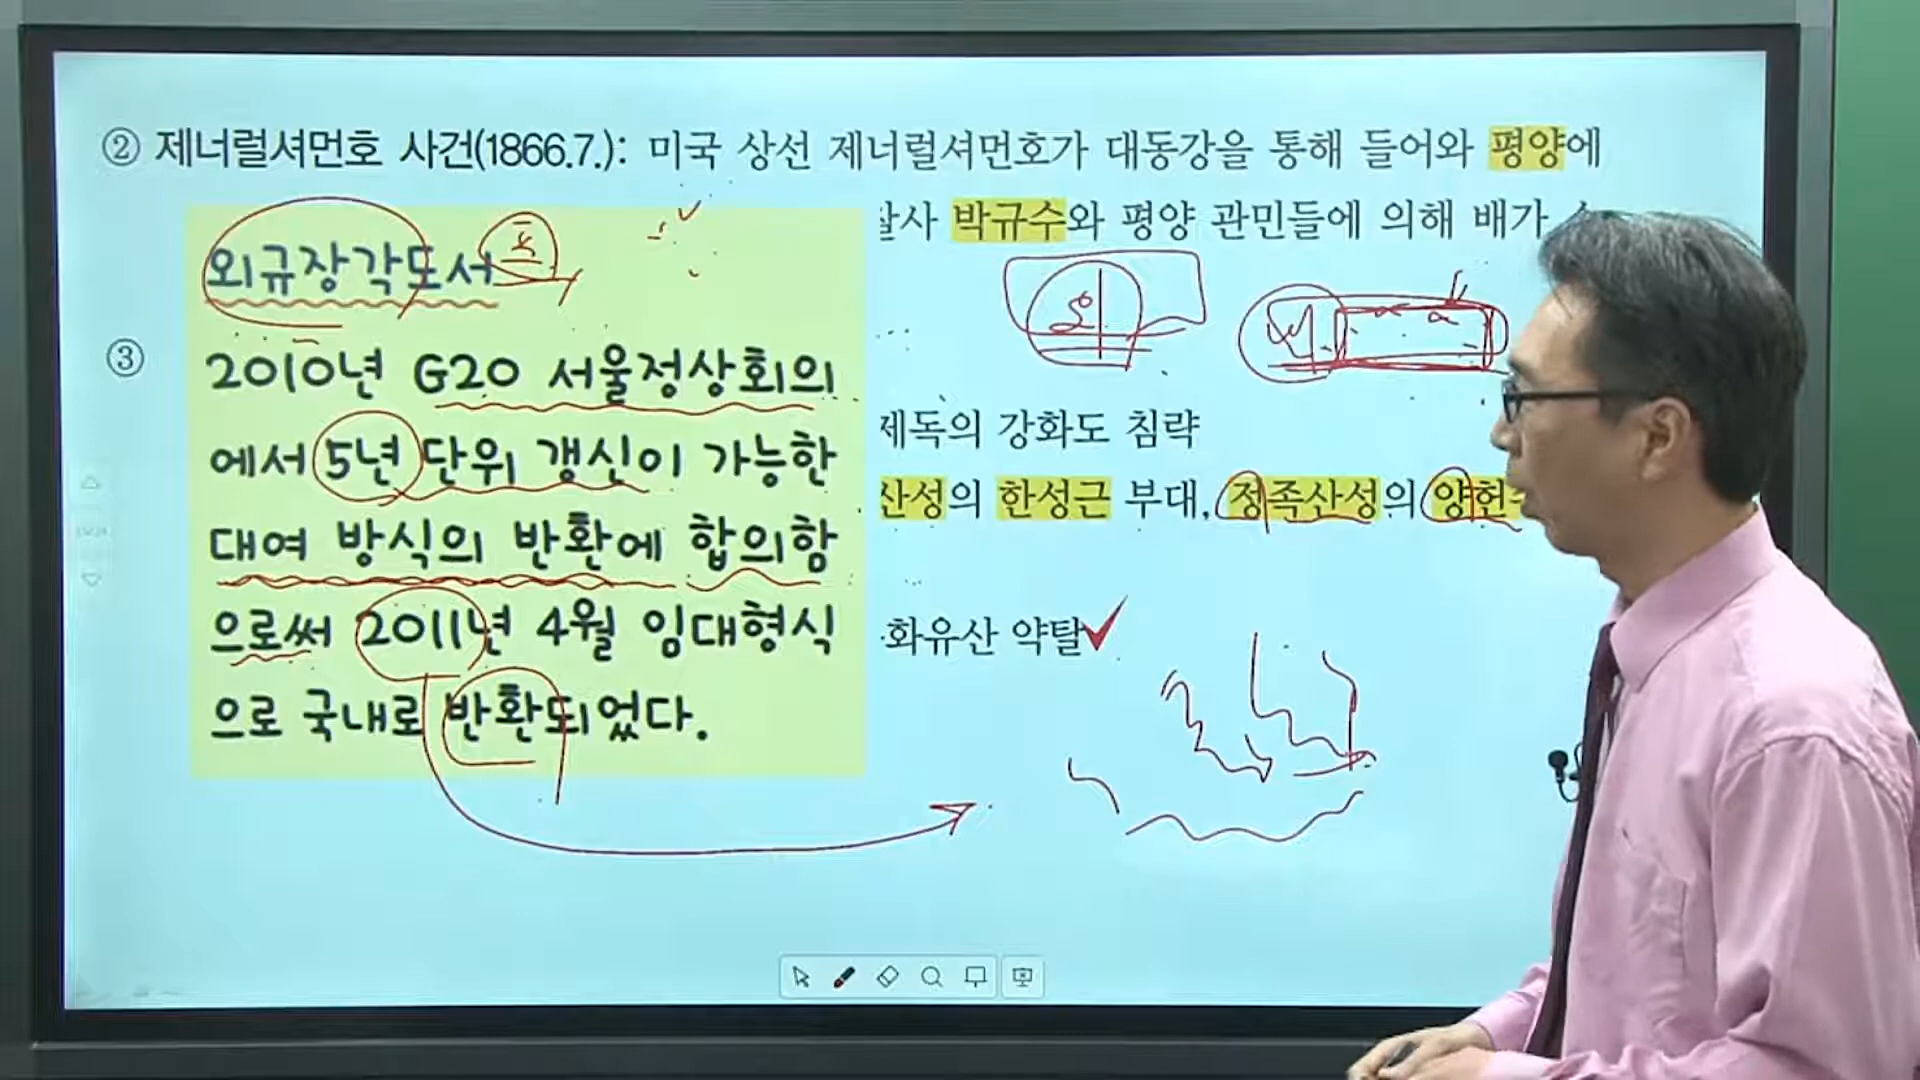 ② 제너럴셔먼호 사건(1866.7.): 미국 상선 제너럴셔먼호가 대동강을 통해 들어와 평양에
박규수와 평양 관민들에 의해 배가
외규장각도서
③
2010년 G20 서울정상회의
에서 5년 단위 갱신이 가능한
대여 방식의 반환에 합의함
으로써 2011년 4월 임대형식
으로 국내로 반환되었다.
제독의 강화도 침략
산성의 한성근 부대, 정족산성의 양헌
화유산 약탈